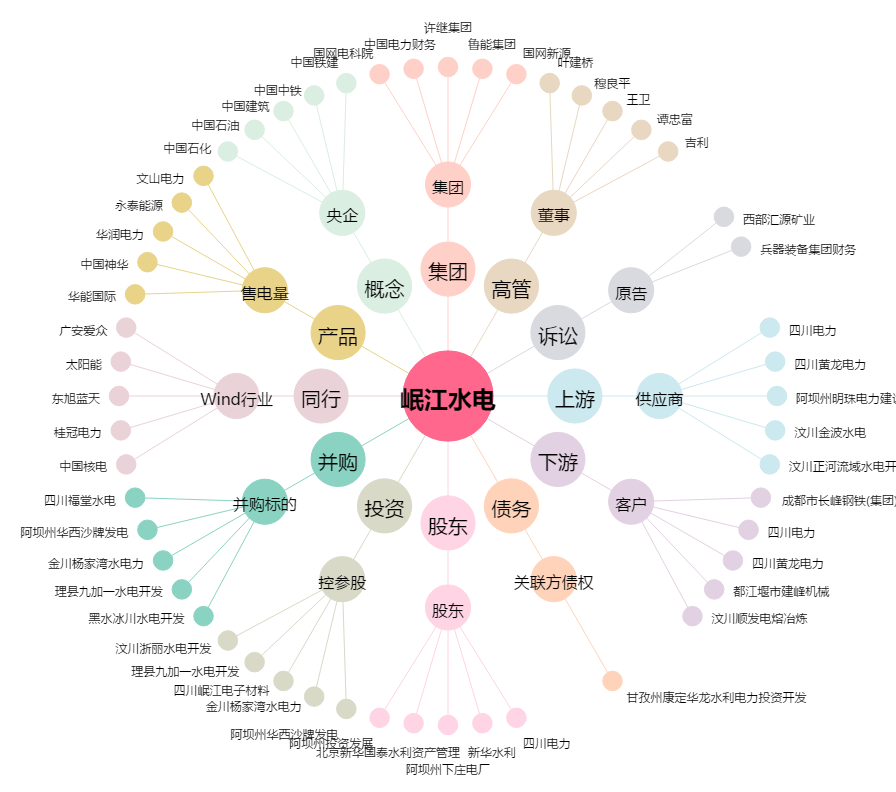 许继集团
中国电力财务
鲁能集团
国网电科院
国网新源
中国铁建
中国中铁
中国建筑
中国石油
中国石化
叶建桥
穆良平
王卫
谭忠富
吉利
文山电力
永泰能源
华润电力
中国神华
华能国际
集团
央企
董事
西部汇源矿业
兵器装备集团财务
集团
概念
高管
售电量
原告
产品
诉讼
广安爱众
太阳能
东旭蓝天
桂冠电力
中国核电
Wind行业
同行
岷江水电
上游
供应商
四川电力
四川黄龙电力
阿坝州明珠电力建设
汶川金波水电
汶川正河流域水电开
并购
下游
并购标的
客户
投资
股东
债务
四川福堂水电
阿坝州华西沙牌发电
金川杨家湾水电力
理县九加一水电开发
黑水冰川水电开发
成都市长峰钢铁(集团)
四川电力
四川黄龙电力
都江堰市建峰机械
汶川顺发电熔冶炼
控参股
股东
关联方债权
汶川浙丽水电开发
理县九加一水电开发
四川岷江电子材料
金川杨家湾水电力
阿坝州华西沙牌发电
阿坝州投资发展
北京新华国泰水利资产管理
阿坝州下庄电厂
新华水利
四川电力
甘孜州康定华龙水利电力投资开发